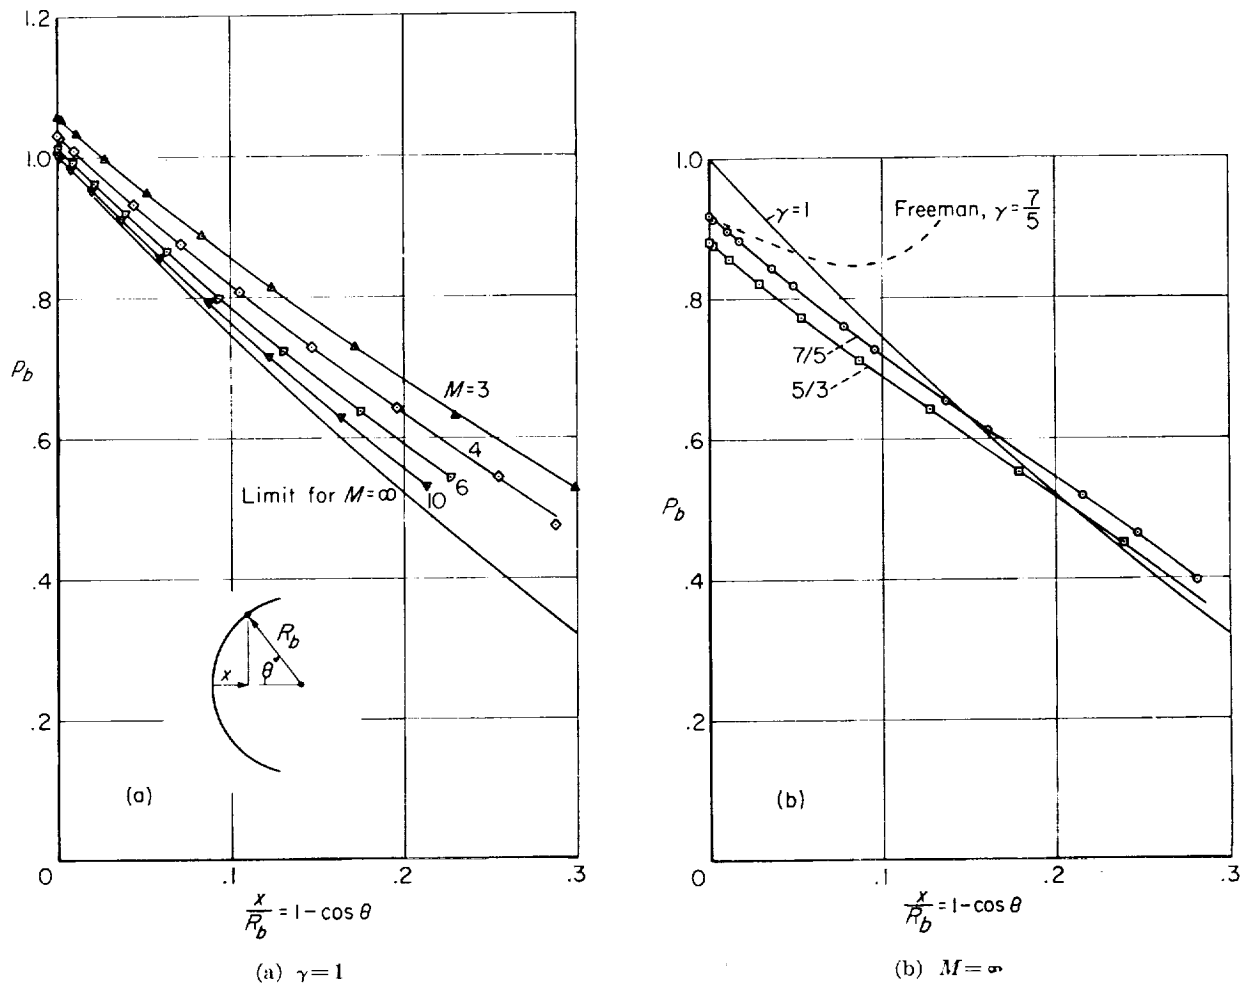 1.2
1.0
.8
P_b
.6
.4
.2
0
.1
.2
.3
M=3
4
6
10
Limit for M=∞
R_b
x
θ
(a)
x/R_b = 1-cos θ
(a) γ=1
1.0
.8
P_b
.6
.4
.2
0
.1
.2
.3
γ=1
Freeman, γ=7/5
7/5
5/3
(b)
x/R_b = 1-cos θ
(b) M=∞